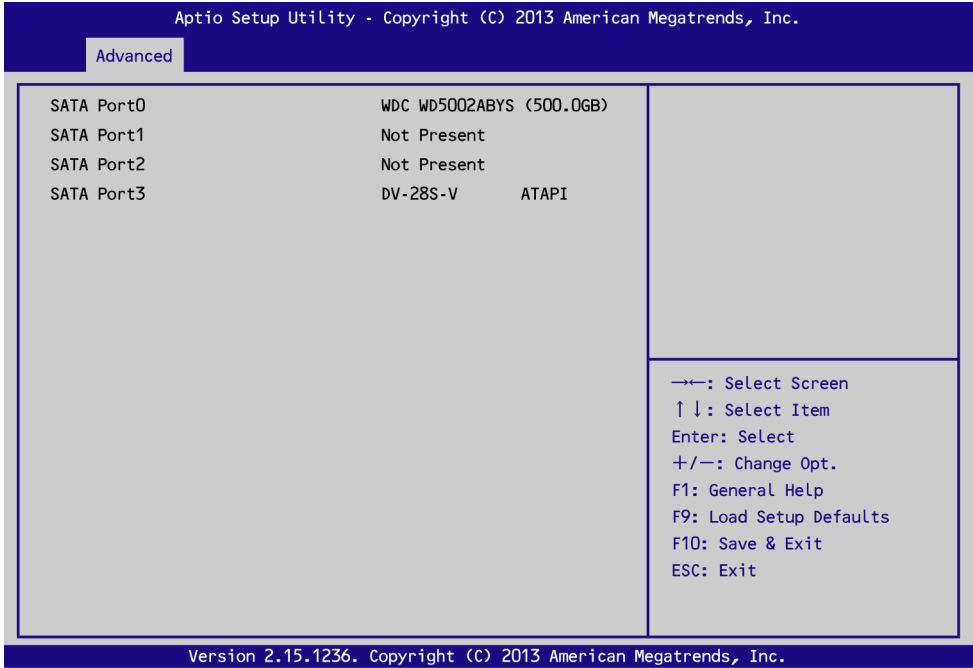 Aptio Setup Utility - Copyright (C) 2013 American Megatrends, Inc.
Advanced
SATA Port0 WDC WD5002ABYS (500.0GB)
SATA Port1 Not Present
SATA Port2 Not Present
SATA Port3 DV-28S-V ATAPI
→←: Select Screen
↑↓: Select Item
Enter: Select
+/−: Change Opt.
F1: General Help
F9: Load Setup Defaults
F10: Save & Exit
ESC: Exit
Version 2.15.1236. Copyright (C) 2013 American Megatrends, Inc.